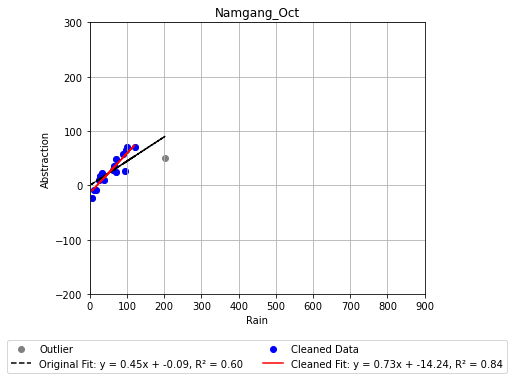 Namgang_Oct
300
200
100
0
−100
−200
Abstraction
0 100 200 300 400 500 600 700 800 900
Rain
Outlier
Original Fit: y = 0.45x + -0.09, R² = 0.60
Cleaned Data
Cleaned Fit: y = 0.73x + -14.24, R² = 0.84